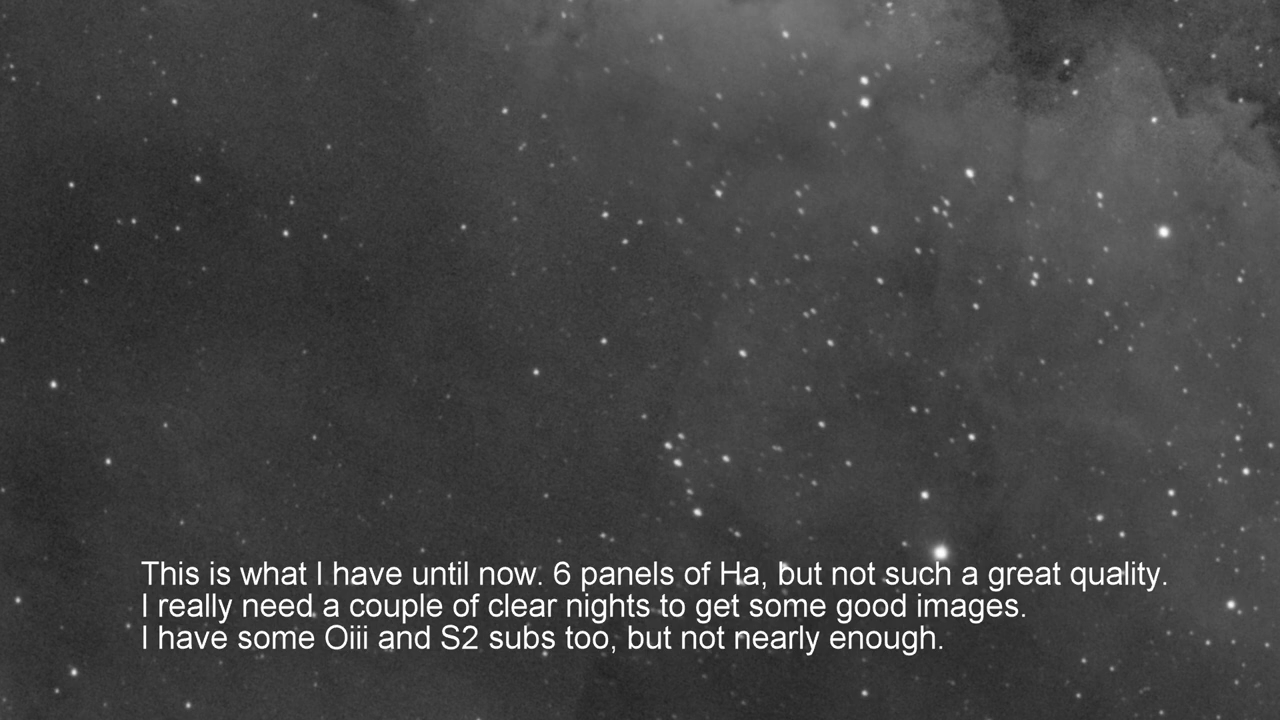 This is what I have until now. 6 panels of Ha, but not such a great quality.
I really need a couple of clear nights to get some good images.
I have some Oiii and S2 subs too, but not nearly enough.